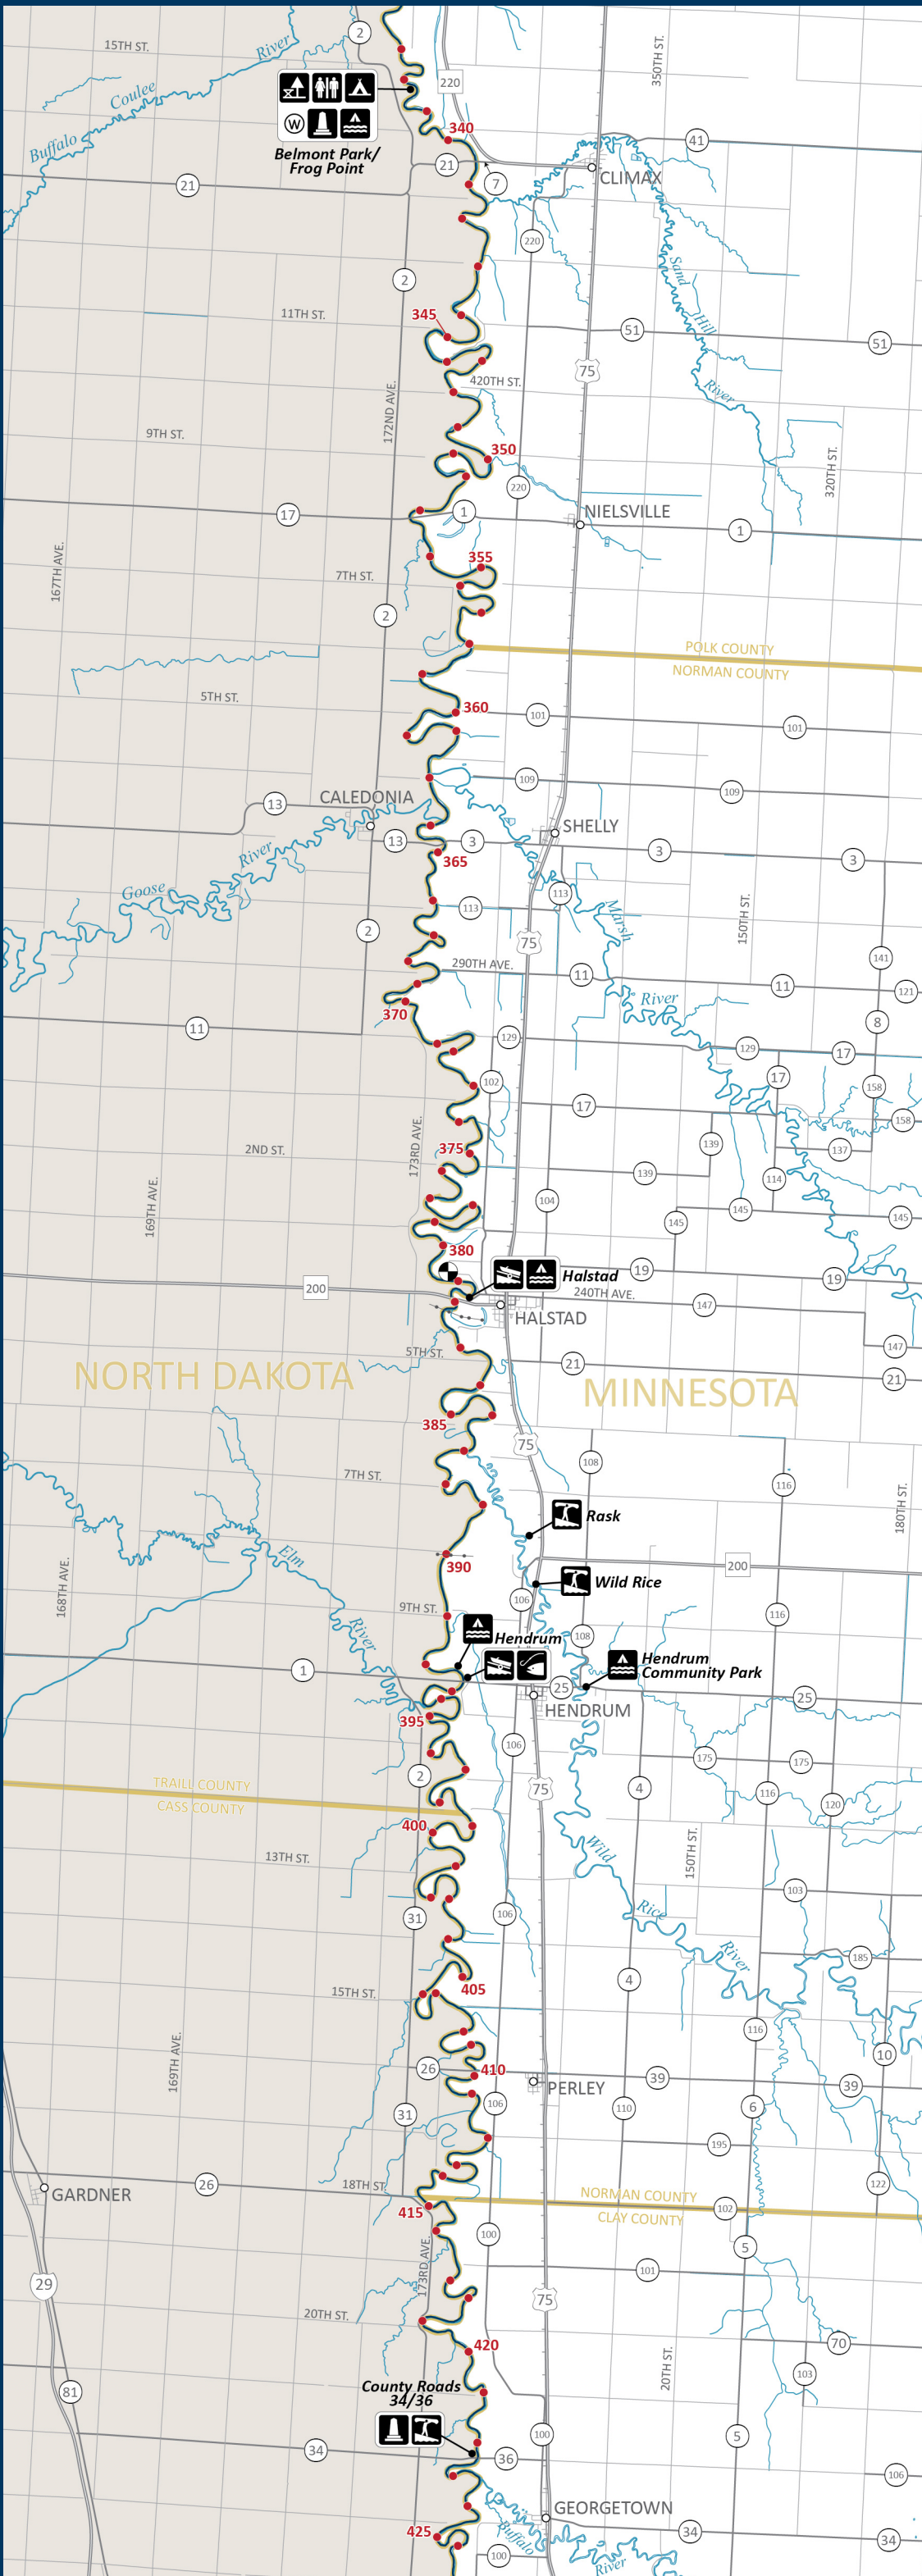 2
15TH ST.
River
Coulee
Buffalo
W
Belmont Park/
Frog Point
220
350TH ST.
340
41
21
21
7
CLIMAX
220
2
Sand
Hill
River
11TH ST.
345
51
51
75
420TH ST.
172ND AVE.
9TH ST.
350
320TH ST.
220
17
1
NIELSVILLE
1
167TH AVE.
7TH ST.
355
2
POLK COUNTY
NORMAN COUNTY
5TH ST.
360
101
101
109
109
CALEDONIA
13
13
3
SHELLY
3
3
365
River
Goose
113
113
Marsh
150TH ST.
2
75
290TH AVE.
11
11
141
121
River
370
11
8
129
129
17
102
17
158
17
158
173RD AVE.
375
2ND ST.
139
137
139
114
169TH AVE.
104
145
145
145
380
Halstad
19
19
200
240TH AVE.
147
HALSTAD
147
5TH ST.
21
21
NORTH DAKOTA
MINNESOTA
385
75
108
7TH ST.
116
180TH ST.
Rask
Elm
390
200
168TH AVE.
Wild Rice
106
9TH ST.
116
River
108
Hendrum
Hendrum
Community Park
1
25
25
HENDRUM
395
106
175
175
2
75
4
116
120
TRAILL COUNTY
CASS COUNTY
400
13TH ST.
Wild
150TH ST.
103
31
106
Rice
River
185
4
405
15TH ST.
116
10
169TH AVE.
26
410
39
39
PERLEY
31
106
110
6
195
26
18TH ST.
122
GARDNER
NORMAN COUNTY
CLAY COUNTY
102
415
100
5
173RD AVE.
101
29
75
20TH ST.
420
70
20TH ST.
103
81
County Roads
34/36
100
5
34
36
106
GEORGETOWN
425
Buffalo
River
34
34
100